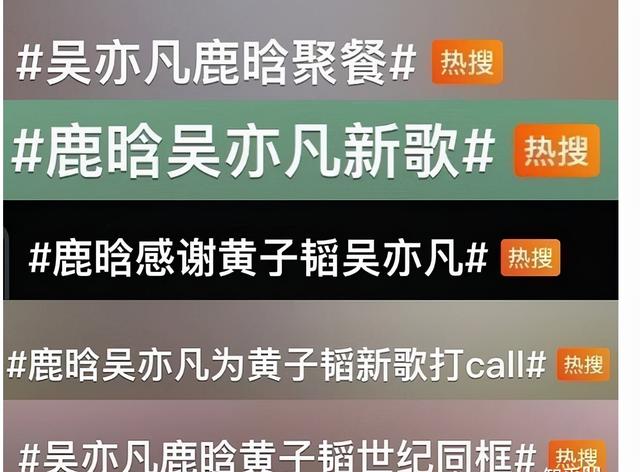 #吴亦凡鹿晗聚餐# 热搜
#鹿晗吴亦凡新歌# 热搜
#鹿晗感谢黄子韬吴亦凡# 热搜
#鹿晗吴亦凡为黄子韬新歌打call# 热搜
#吴亦凡鹿晗黄子韬世纪同框# 热搜